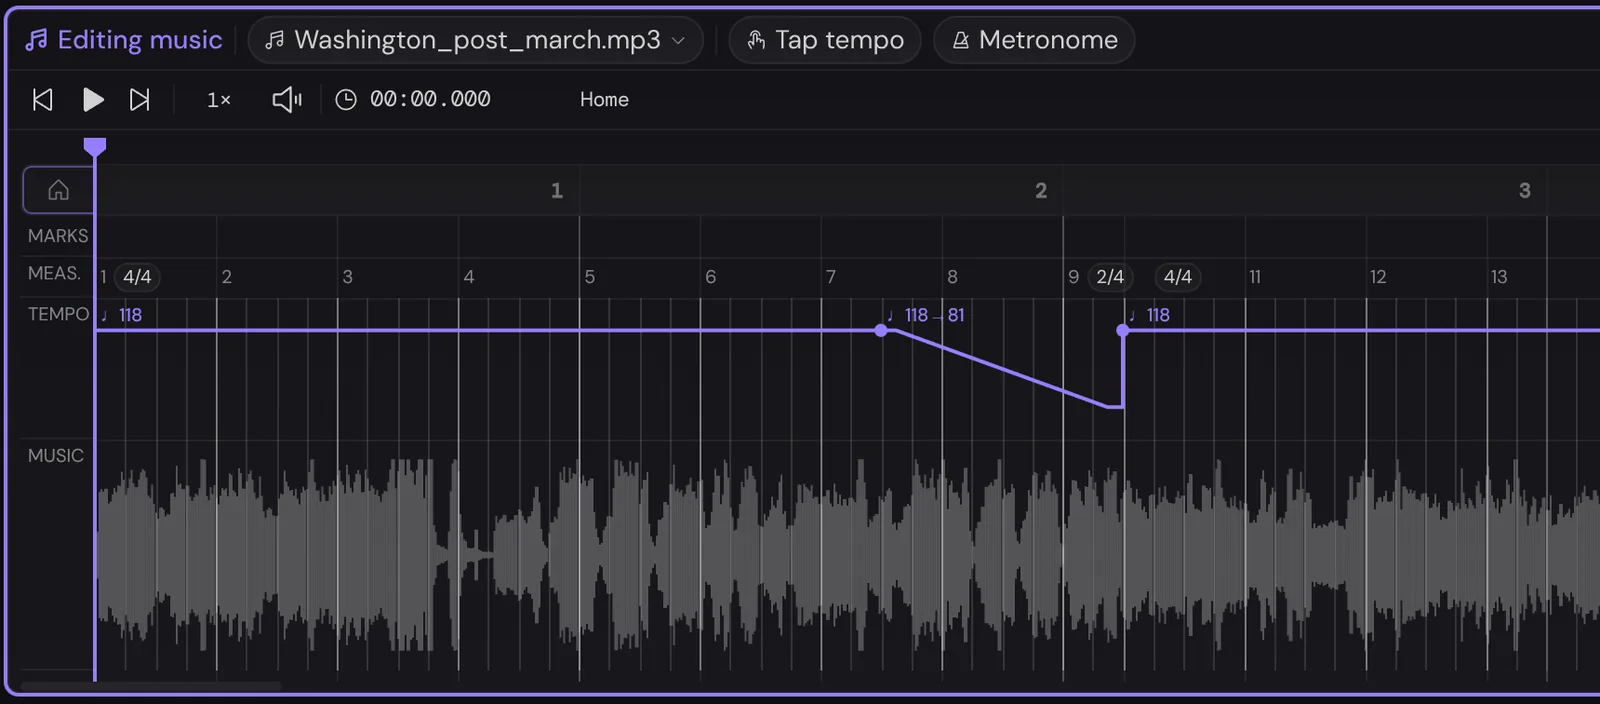 Editing music Washington_post_march.mp3 Tap tempo Metronome
1× 00:00.000 Home
1 2 3
MARKS
MEAS. 1 4/4 2 3 4 5 6 7 8 9 2/4 4/4 11 12 13
TEMPO ♩ 118 ♩ 118→81 ♩ 118
MUSIC